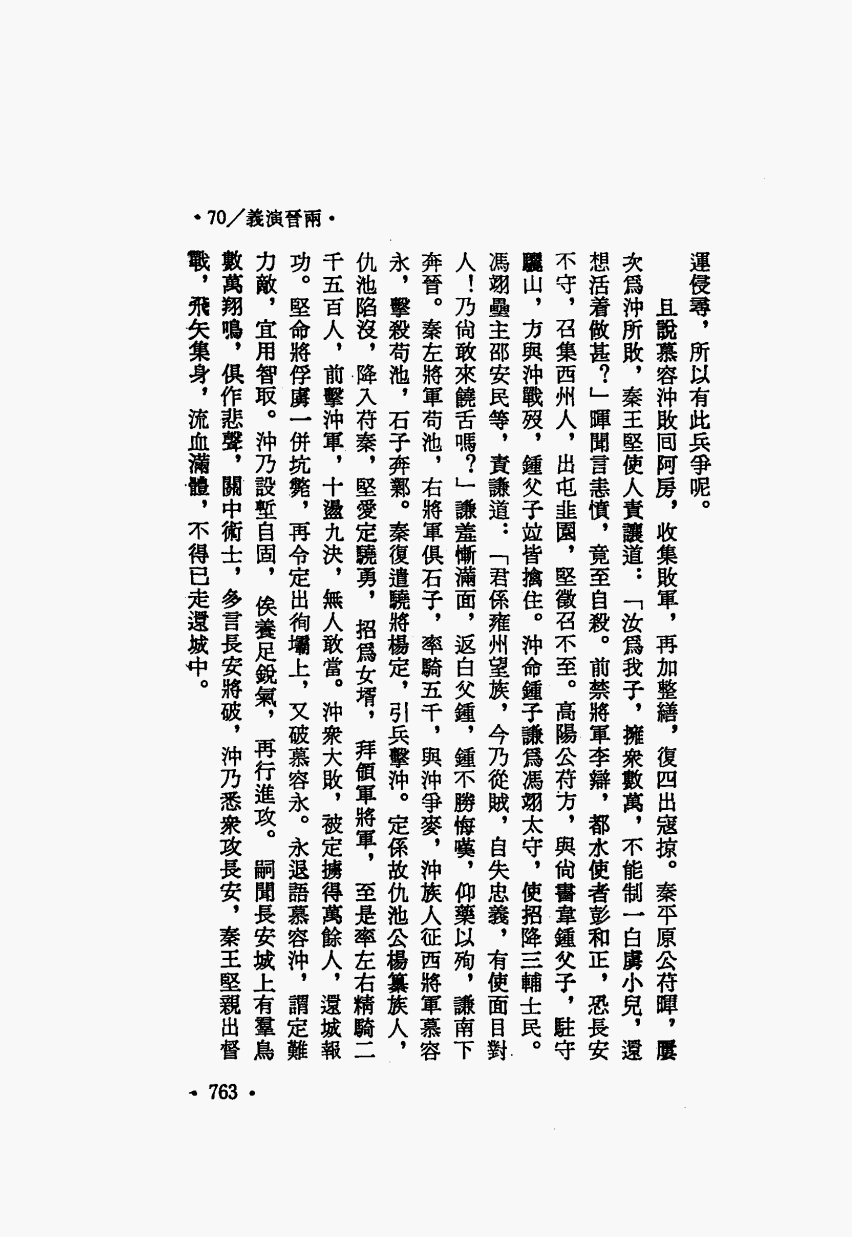 •70／義演晉兩•
運侵尋，所以有此兵爭呢。
且說慕容沖敗囘阿房，收集敗軍，再加整繕，復四出寇掠。秦平原公苻暉，屢
次爲沖所敗，秦王堅使人責讓道：「汝爲我子，擁衆數萬，不能制一白虜小兒，還
想活着做甚？」暉聞言恚憤，竟至自殺。前禁將軍李辯，都水使者彭和正，恐長安
不守，召集西州人，出屯韭園，堅徵召不至。高陽公苻方，與尙書韋鍾父子，駐守
驪山，方與沖戰歿，鍾父子竝皆擒住。沖命鍾子謙爲馮翊太守，使招降三輔士民。
馮翊壘主邵安民等，責謙道：「君係雍州望族，今乃從賊，自失忠義，有使面目對
人！乃尙敢來饒舌嗎？」謙羞慚滿面，返白父鍾，鍾不勝悔嘆，仰藥以殉，謙南下
奔晉。秦左將軍苟池，右將軍俱石子，率騎五千，與沖爭麥，沖族人征西將軍慕容
永，擊殺苟池，石子奔鄴。秦復遣驍將楊定，引兵擊沖。定係故仇池公楊纂族人，
仇池陷沒，降入苻秦，堅愛定驍勇，招爲女壻，拜領軍將軍，至是率左右精騎二
千五百人，前擊沖軍，十盪九決，無人敢當。沖衆大敗，被定擄得萬餘人，還城報
功。堅命將俘虜一併坑斃，再令定出徇壩上，又破慕容永。永退語慕容沖，謂定難
力敵，宜用智取。沖乃設塹自固，俟養足銳氣，再行進攻。嗣聞長安城上有羣鳥
數萬翔鳴，俱作悲聲，關中術士，多言長安將破，沖乃悉衆攻長安，秦王堅親出督
戰，飛矢集身，流血滿體，不得已走還城中。
•763•